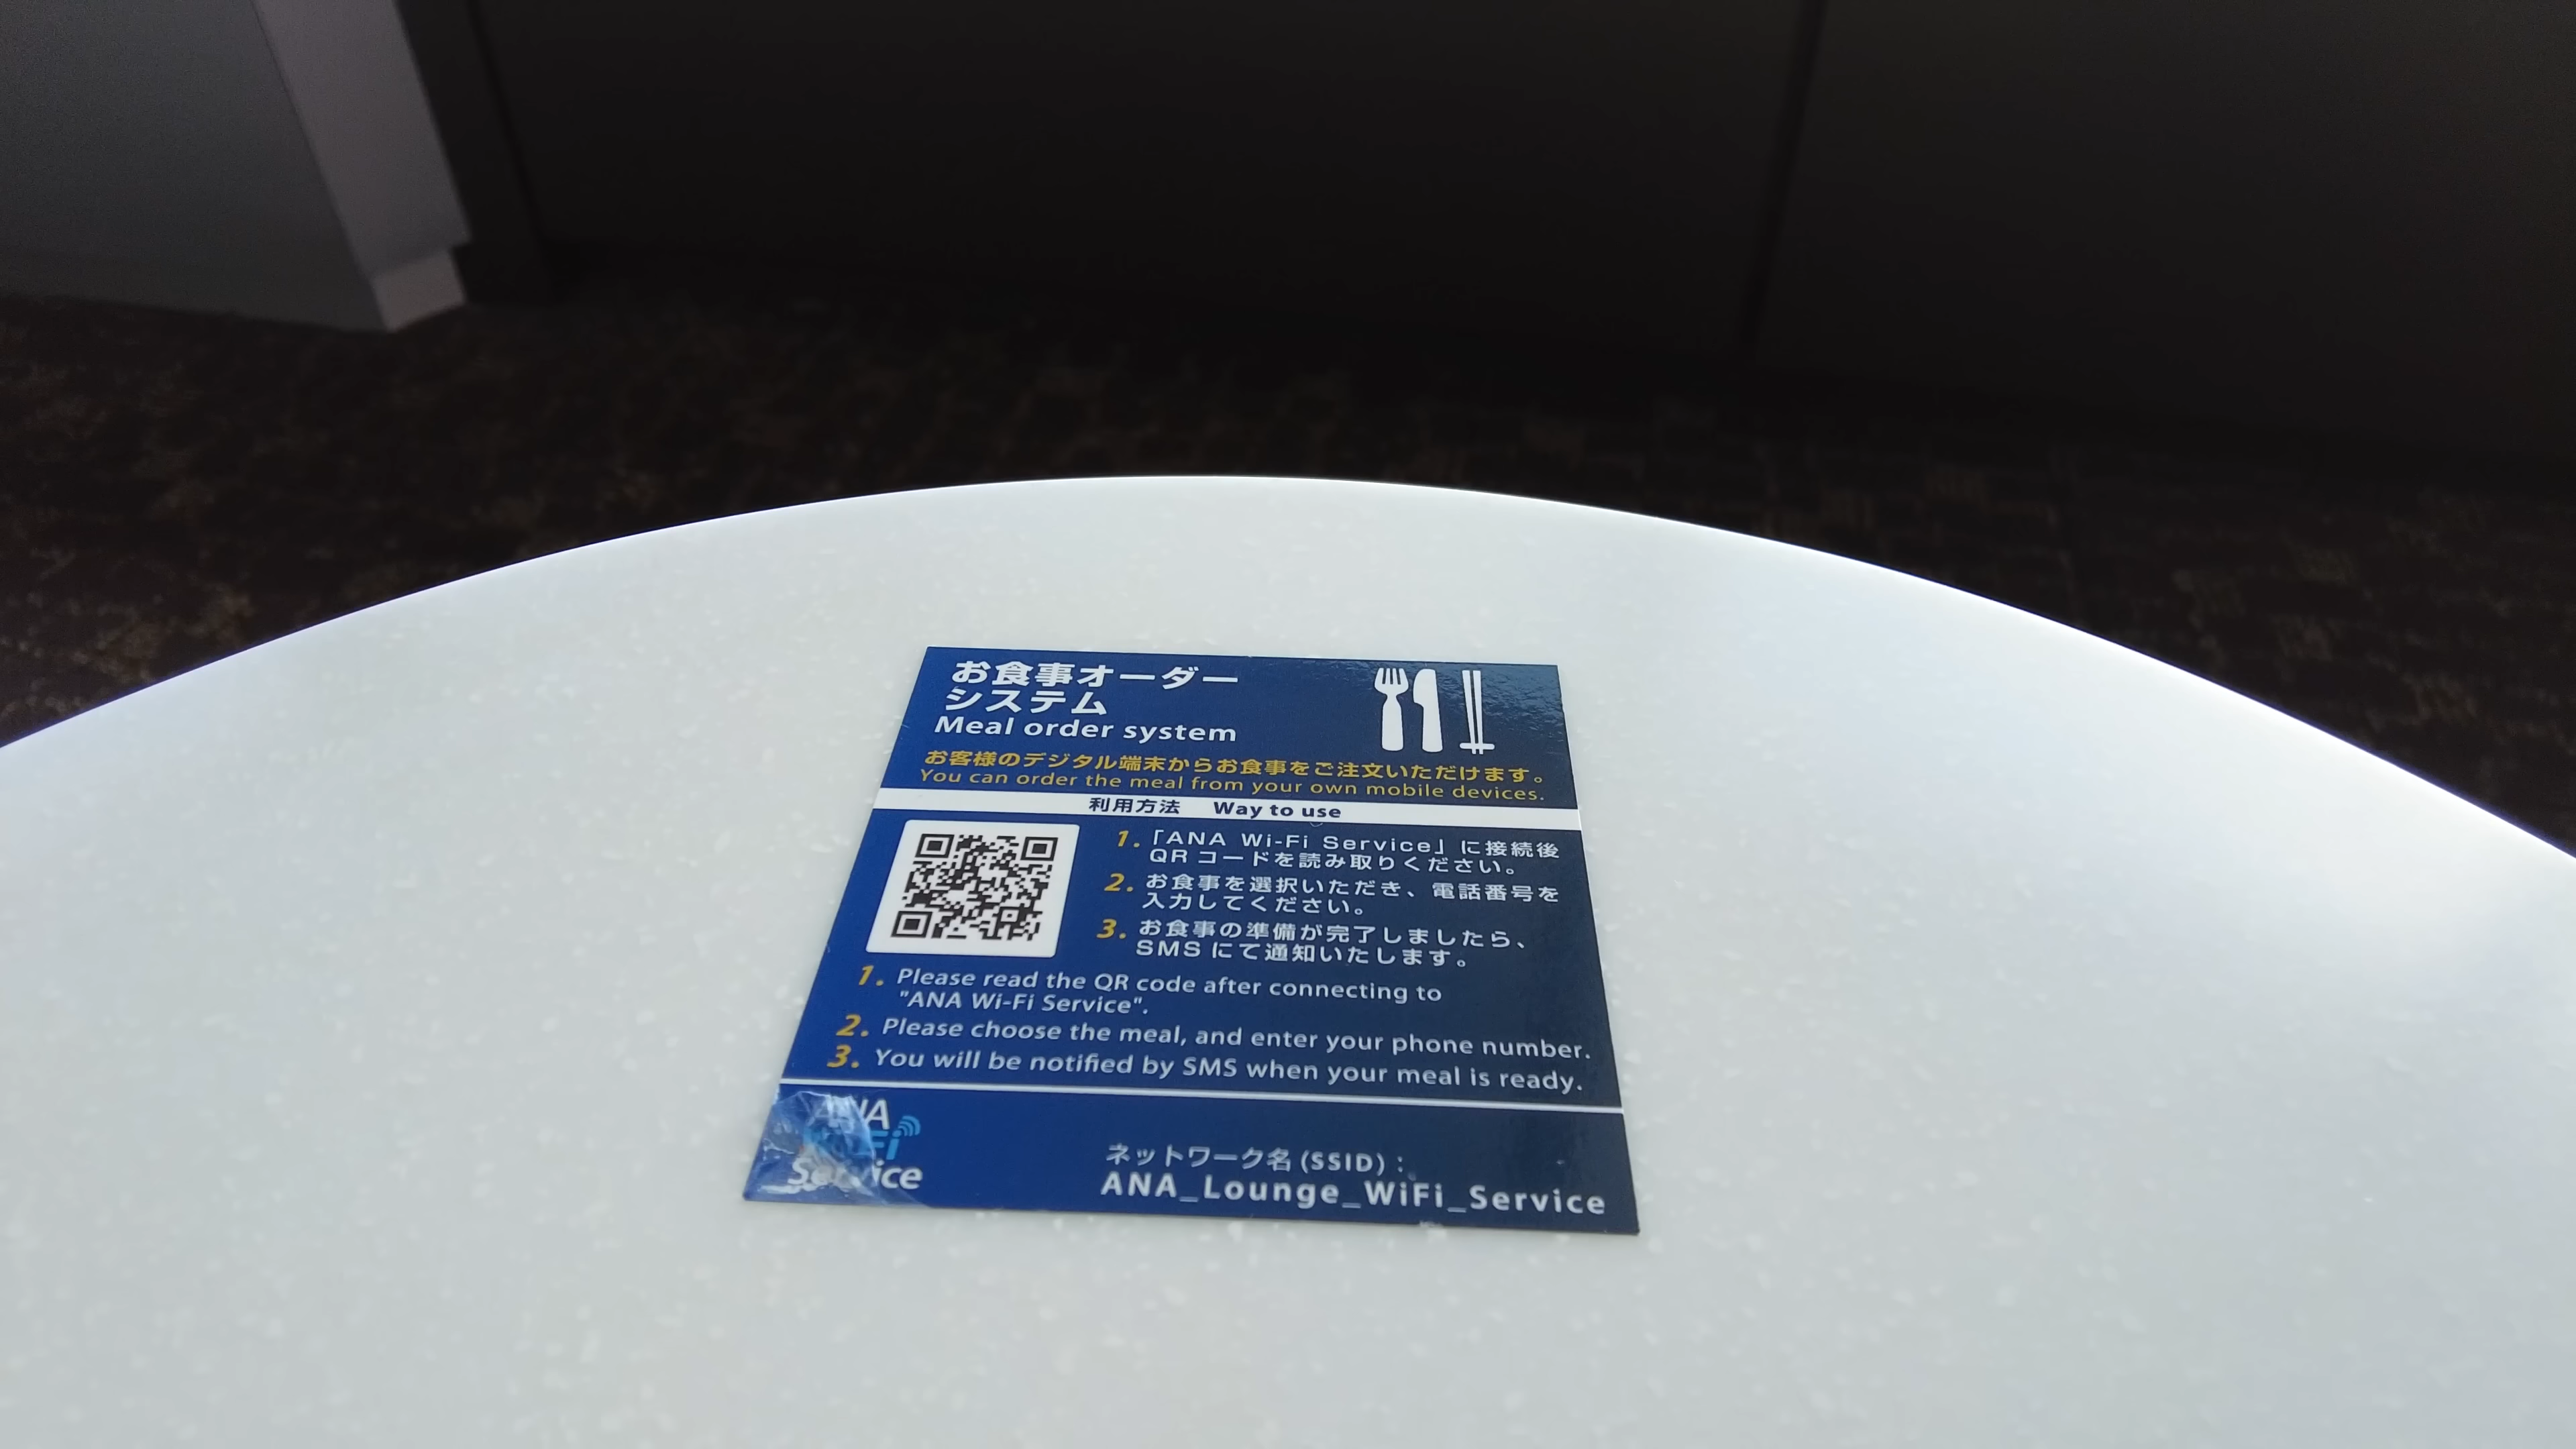 お食事オーダー
システム
Meal order system
お客様のデジタル端末からお食事をご注文いただけます。
You can order the meal from your own mobile devices.
利用方法 Way to use
1.「ANA Wi-Fi Service」に接続後
QRコードを読み取りください。
2. お食事を選択いただき、電話番号を
入力してください。
3. お食事の準備が完了しましたら、
SMSにて通知いたします。
1. Please read the QR code after connecting to
"ANA Wi-Fi Service".
2. Please choose the meal, and enter your phone number.
3. You will be notified by SMS when your meal is ready.
ANA
WiFi
Service
ネットワーク名(SSID):
ANA_Lounge_WiFi_Service